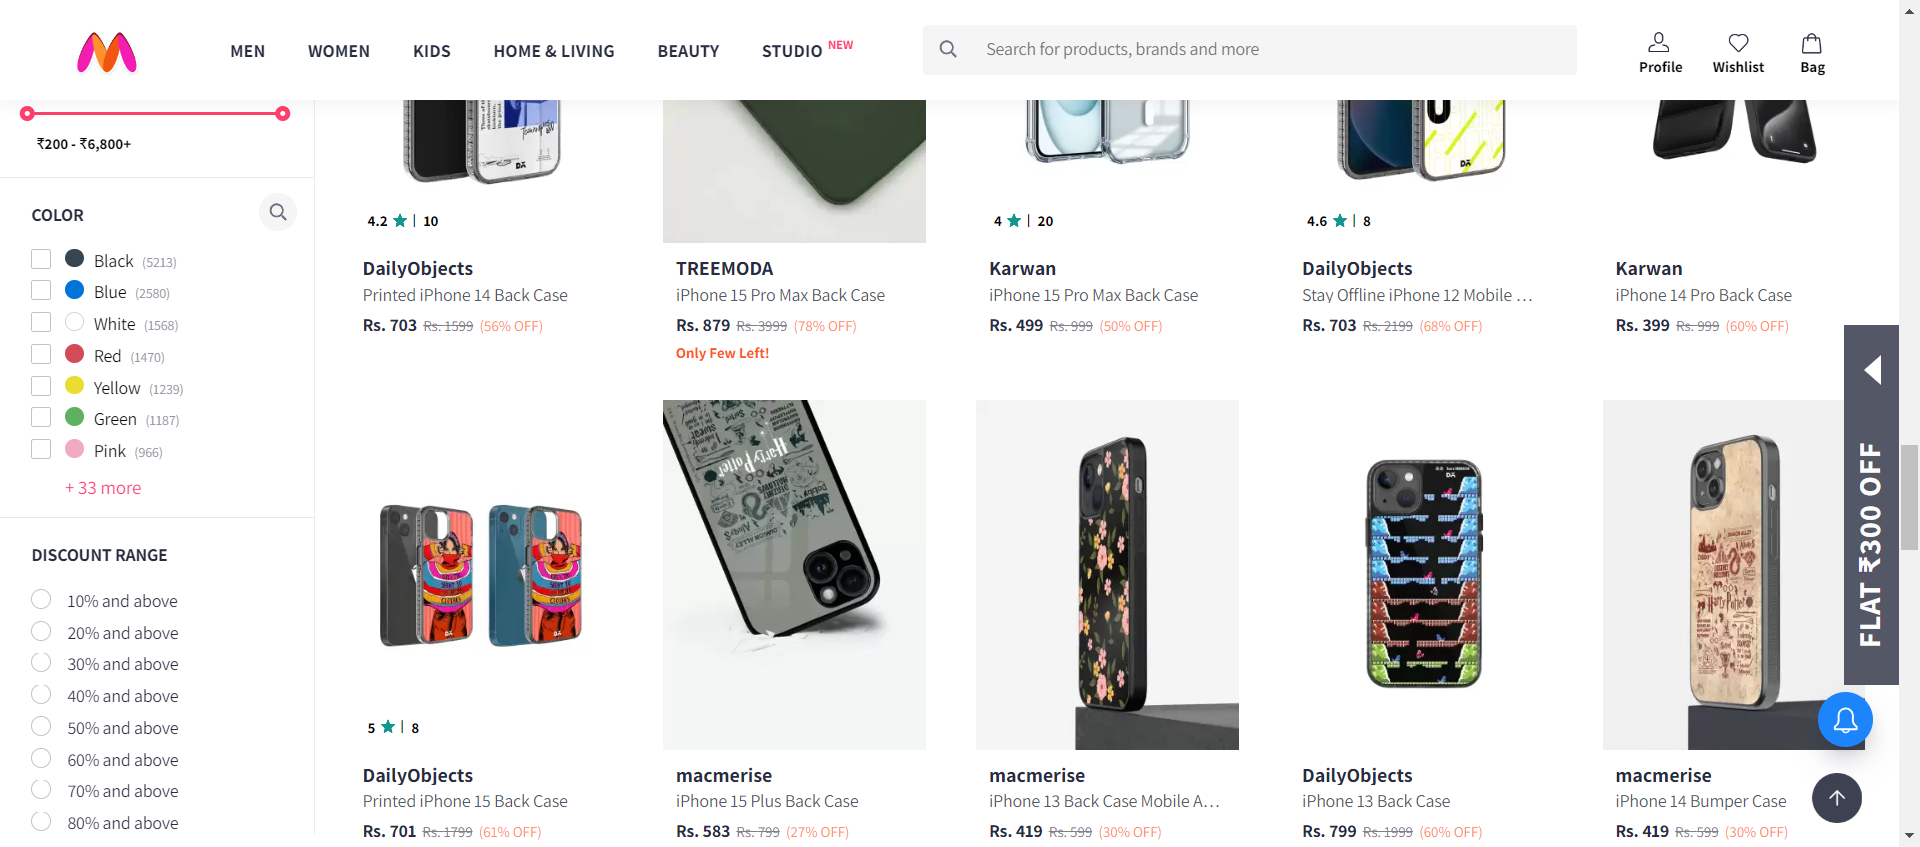 MEN
WOMEN
KIDS
HOME & LIVING
BEAUTY
STUDIO NEW
Search for products, brands and more
Profile
Wishlist
Bag
₹200 - ₹6,800+
COLOR
Black (5213)
Blue (2580)
White (1568)
Red (1470)
Yellow (1239)
Green (1187)
Pink (966)
+ 33 more
DISCOUNT RANGE
10% and above
20% and above
30% and above
40% and above
50% and above
60% and above
70% and above
80% and above
4.2 | 10
DailyObjects
Printed iPhone 14 Back Case
Rs. 703 Rs. 1599 (56% OFF)
TREEMODA
iPhone 15 Pro Max Back Case
Rs. 879 Rs. 3999 (78% OFF)
Only Few Left!
4 | 20
Karwan
iPhone 15 Pro Max Back Case
Rs. 499 Rs. 999 (50% OFF)
4.6 | 8
DailyObjects
Stay Offline iPhone 12 Mobile ...
Rs. 703 Rs. 2199 (68% OFF)
Karwan
iPhone 14 Pro Back Case
Rs. 399 Rs. 999 (60% OFF)
5 | 8
DailyObjects
Printed iPhone 15 Back Case
Rs. 701 Rs. 1799 (61% OFF)
Harry Potter
macmerise
iPhone 15 Plus Back Case
Rs. 583 Rs. 799 (27% OFF)
macmerise
iPhone 13 Back Case Mobile A...
Rs. 419 Rs. 599 (30% OFF)
DailyObjects
iPhone 13 Back Case
Rs. 799 Rs. 1999 (60% OFF)
Harry Potter
macmerise
iPhone 14 Bumper Case
Rs. 419 Rs. 599 (30% OFF)
FLAT ₹300 OFF